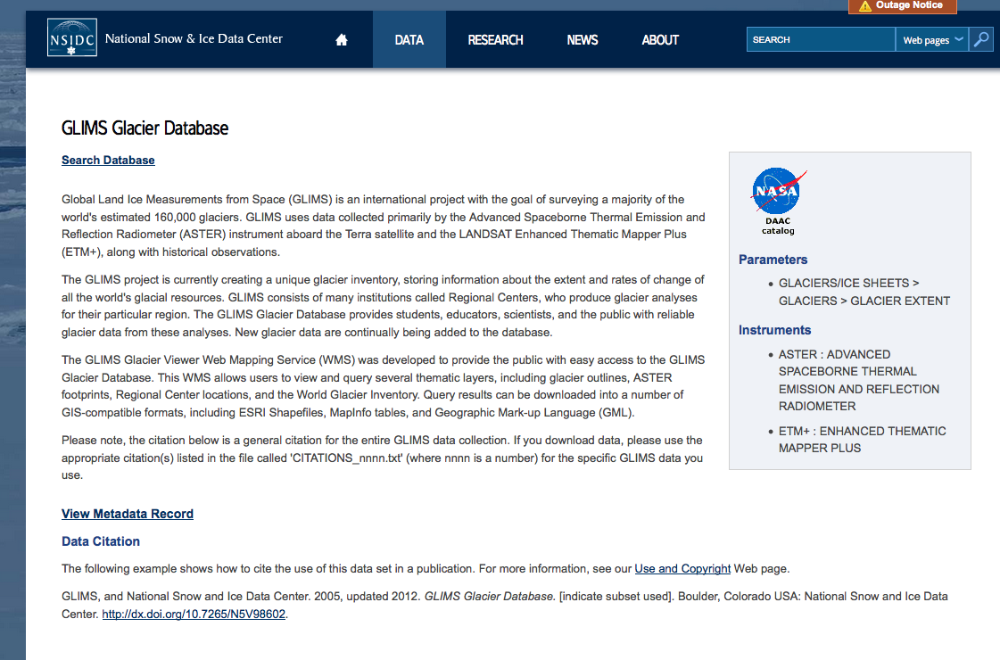 Outage Notice
NSIDC
National Snow & Ice Data Center
DATA
RESEARCH
NEWS
ABOUT
SEARCH
Web pages
GLIMS Glacier Database
Search Database
Global Land Ice Measurements from Space (GLIMS) is an international project with the goal of surveying a majority of the
world's estimated 160,000 glaciers. GLIMS uses data collected primarily by the Advanced Spaceborne Thermal Emission and
Reflection Radiometer (ASTER) instrument aboard the Terra satellite and the LANDSAT Enhanced Thematic Mapper Plus
(ETM+), along with historical observations.
The GLIMS project is currently creating a unique glacier inventory, storing information about the extent and rates of change of
all the world's glacial resources. GLIMS consists of many institutions called Regional Centers, who produce glacier analyses
for their particular region. The GLIMS Glacier Database provides students, educators, scientists, and the public with reliable
glacier data from these analyses. New glacier data are continually being added to the database.
The GLIMS Glacier Viewer Web Mapping Service (WMS) was developed to provide the public with easy access to the GLIMS
Glacier Database. This WMS allows users to view and query several thematic layers, including glacier outlines, ASTER
footprints, Regional Center locations, and the World Glacier Inventory. Query results can be downloaded into a number of
GIS-compatible formats, including ESRI Shapefiles, MapInfo tables, and Geographic Mark-up Language (GML).
Please note, the citation below is a general citation for the entire GLIMS data collection. If you download data, please use the
appropriate citation(s) listed in the file called 'CITATIONS_nnnn.txt' (where nnnn is a number) for the specific GLIMS data you
use.
NASA
DAAC
catalog
Parameters
• GLACIERS/ICE SHEETS >
GLACIERS > GLACIER EXTENT
Instruments
• ASTER : ADVANCED
SPACEBORNE THERMAL
EMISSION AND REFLECTION
RADIOMETER
• ETM+ : ENHANCED THEMATIC
MAPPER PLUS
View Metadata Record
Data Citation
The following example shows how to cite the use of this data set in a publication. For more information, see our Use and Copyright Web page.
GLIMS, and National Snow and Ice Data Center. 2005, updated 2012. GLIMS Glacier Database. [indicate subset used]. Boulder, Colorado USA: National Snow and Ice Data
Center. http://dx.doi.org/10.7265/N5V98602.